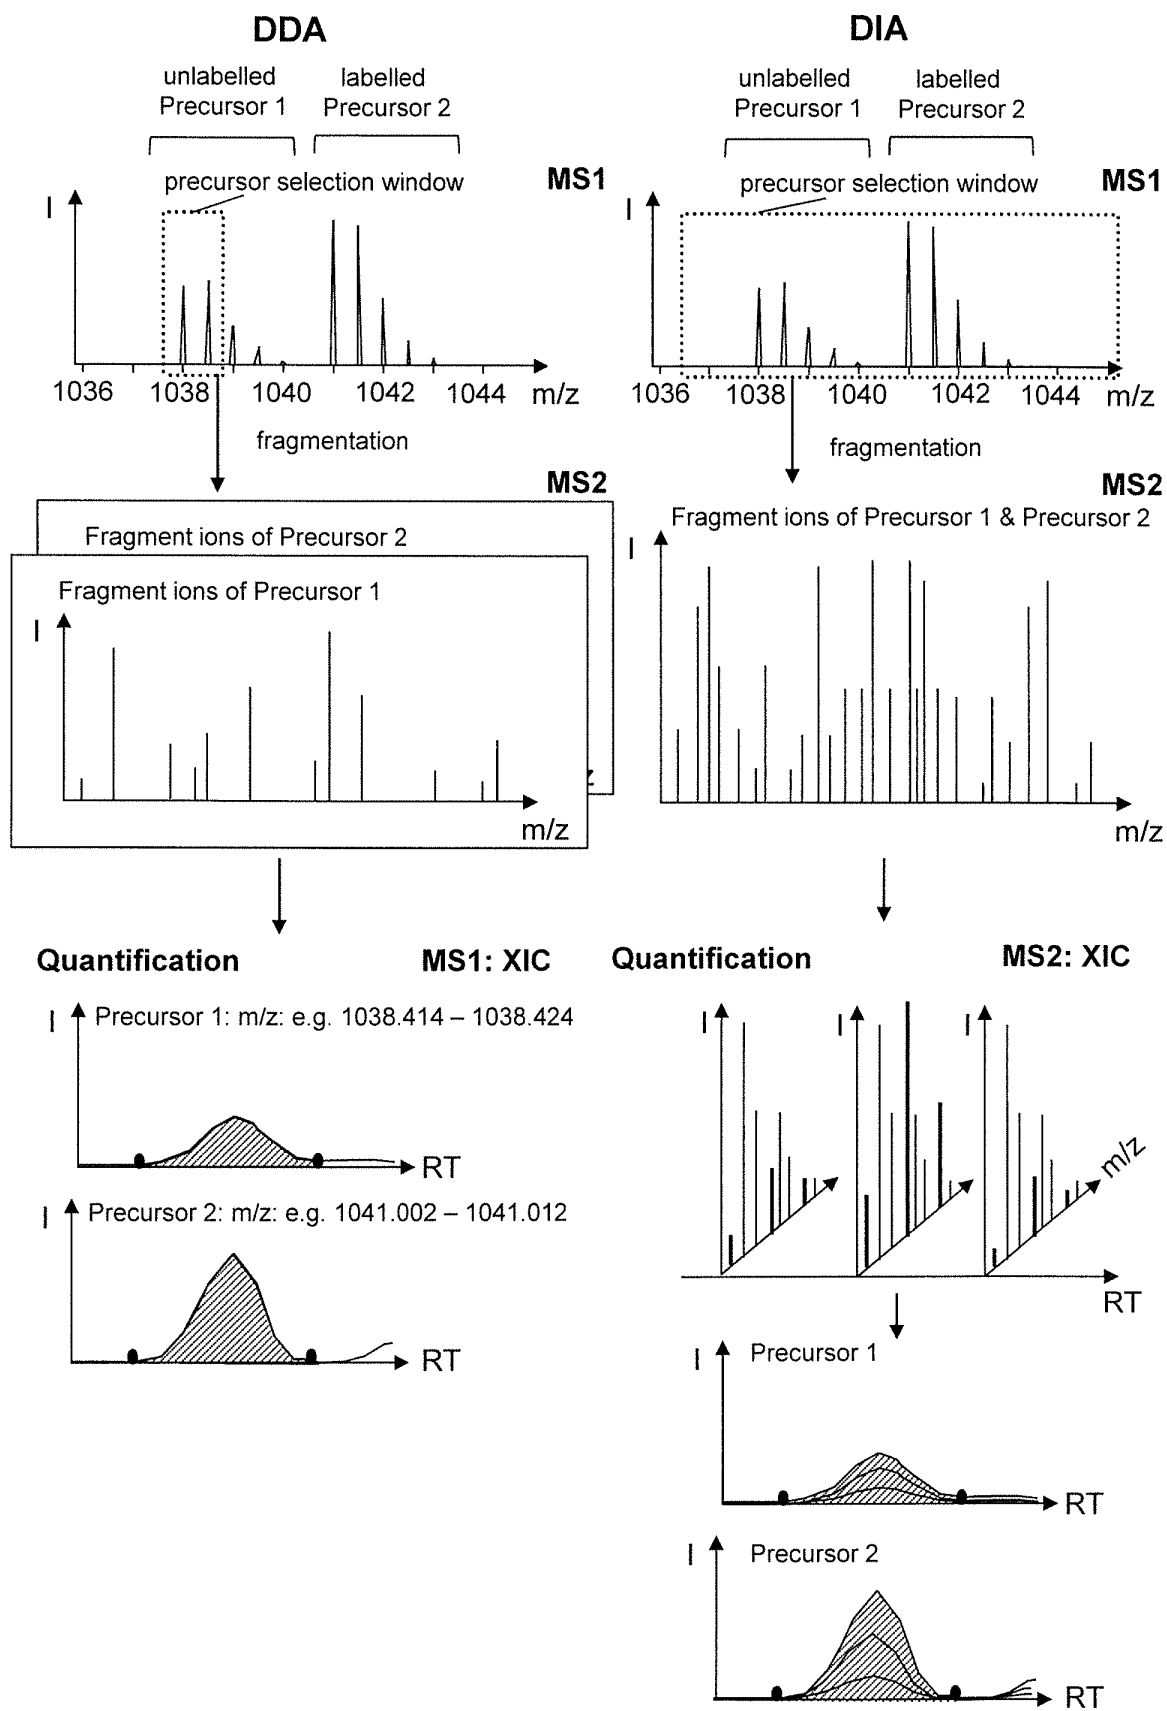 DDA
unlabelled
Precursor 1
labelled
Precursor 2
precursor selection window
MS1
I
1036
1038
1040
1042
1044
m/z
fragmentation
MS2
Fragment ions of Precursor 2
z
Fragment ions of Precursor 1
I
m/z
Quantification
MS1: XIC
I
Precursor 1: m/z: e.g. 1038.414 – 1038.424
RT
I
Precursor 2: m/z: e.g. 1041.002 – 1041.012
RT
DIA
unlabelled
Precursor 1
labelled
Precursor 2
precursor selection window
MS1
I
1036
1038
1040
1042
1044
m/z
fragmentation
MS2
Fragment ions of Precursor 1 & Precursor 2
I
m/z
Quantification
MS2: XIC
I
I
I
m/z
RT
I
Precursor 1
RT
I
Precursor 2
RT